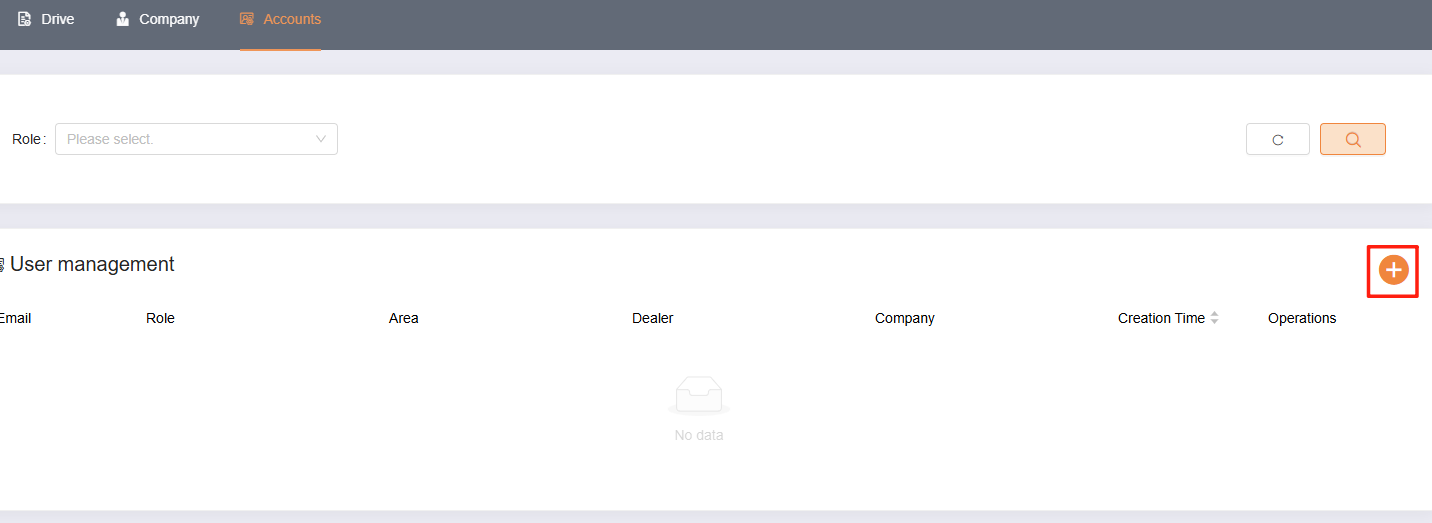 Drive Company Accounts
Role: Please select.
User management
Email Role Area Dealer Company Creation Time Operations
No data